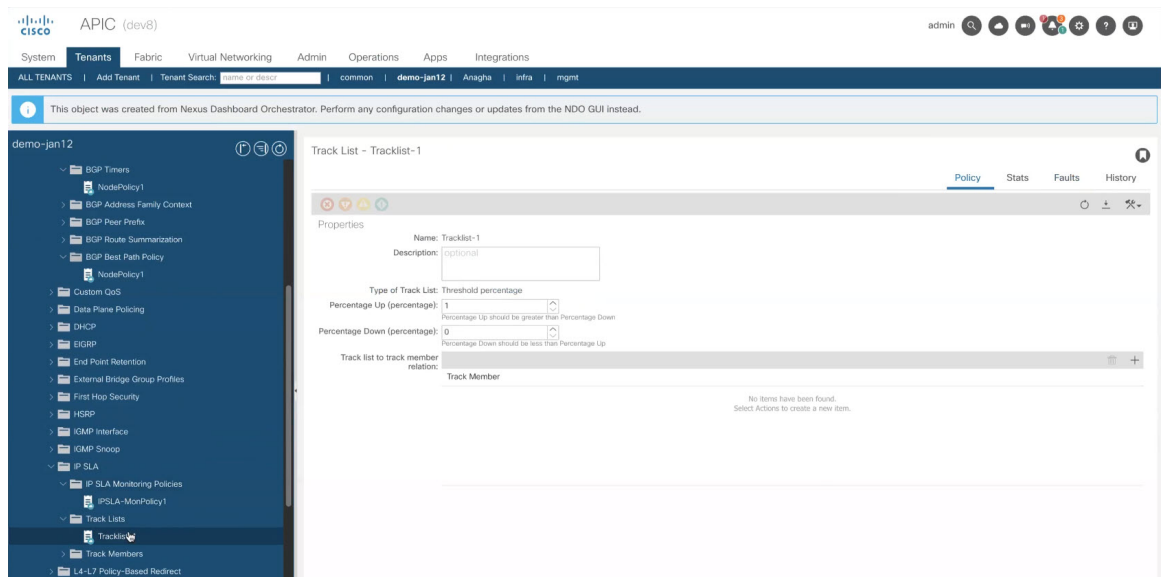 CISCO
APIC (dev8)
admin
System Tenants Fabric Virtual Networking Admin Operations Apps Integrations
ALL TENANTS | Add Tenant | Tenant Search: name or descr | common | demo-jan12 | Anagha | infra | mgmt
This object was created from Nexus Dashboard Orchestrator. Perform any configuration changes or updates from the NDO GUI instead.
demo-jan12
BGP Timers
NodePolicy1
BGP Address Family Context
BGP Peer Prefix
BGP Route Summarization
BGP Best Path Policy
NodePolicy1
Custom QoS
Data Plane Policing
DHCP
EIGRP
End Point Retention
External Bridge Group Profiles
First Hop Security
HSRP
IGMP Interface
IGMP Snoop
IP SLA
IP SLA Monitoring Policies
IPSLA-MonPolicy1
Track Lists
Tracklist-1
Track Members
L4-L7 Policy-Based Redirect
Track List - Tracklist-1
Policy Stats Faults History
Properties
Name: Tracklist-1
Description: optional
Type of Track List: Threshold percentage
Percentage Up (percentage): 1
Percentage Up should be greater than Percentage Down
Percentage Down (percentage): 0
Percentage Down should be less than Percentage Up
Track list to track member
relation:
Track Member
No items have been found.
Select Actions to create a new item.